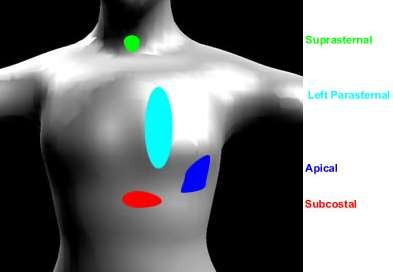 Suprasternal
Left Parasternal
Apical
Subcostal